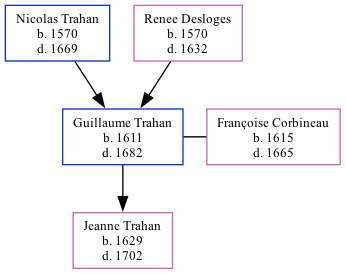 Nicolas Trahan
b. 1570
d. 1669
Renee Desloges
b. 1570
d. 1632
Guillaume Trahan
b. 1611
d. 1682
Françoise Corbineau
b. 1615
d. 1665
Jeanne Trahan
b. 1629
d. 1702